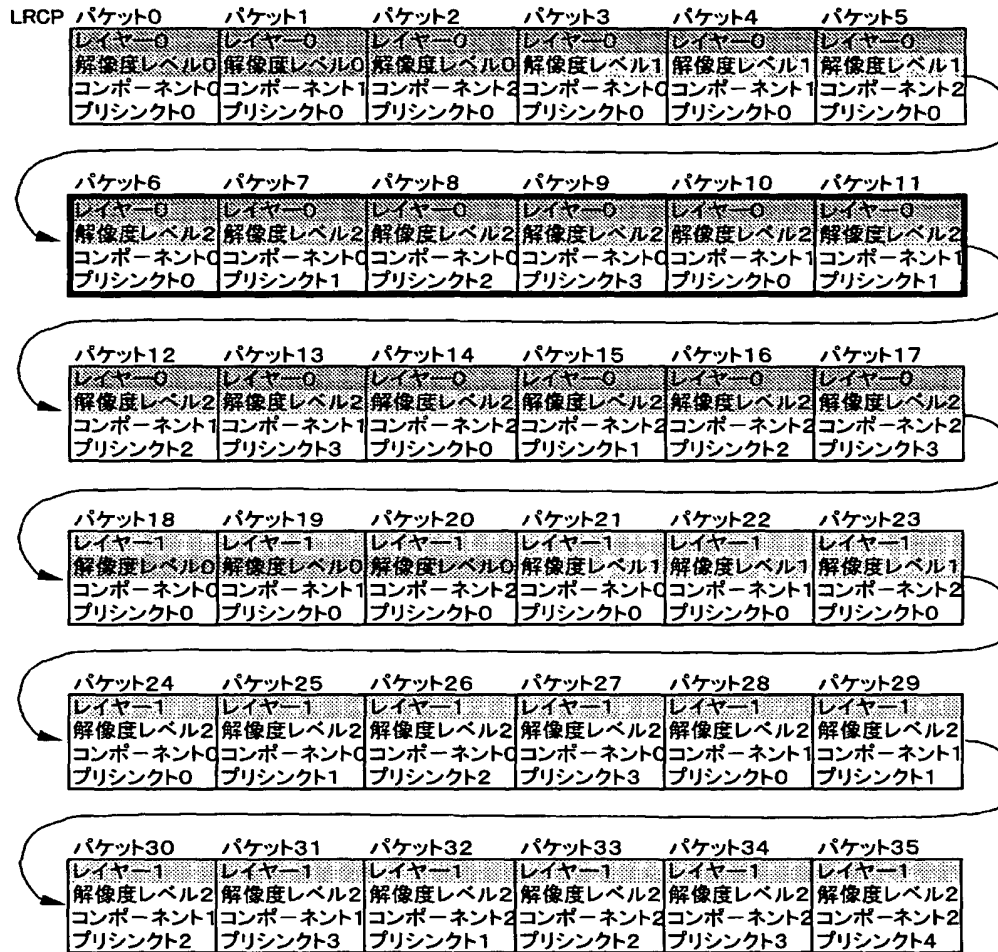 LRCP パケット0 パケット1 パケット2 パケット3 パケット4 パケット5
レイヤー0 レイヤー0 レイヤー0 レイヤー0 レイヤー0 レイヤー0
解像度レベル0 解像度レベル0 解像度レベル0 解像度レベル1 解像度レベル1 解像度レベル1
コンポーネント0 コンポーネント1 コンポーネント2 コンポーネント0 コンポーネント1 コンポーネント2
プリシンクト0 プリシンクト0 プリシンクト0 プリシンクト0 プリシンクト0 プリシンクト0
パケット6 パケット7 パケット8 パケット9 パケット10 パケット11
レイヤー0 レイヤー0 レイヤー0 レイヤー0 レイヤー0 レイヤー0
解像度レベル2 解像度レベル2 解像度レベル2 解像度レベル2 解像度レベル2 解像度レベル2
コンポーネント0 コンポーネント0 コンポーネント0 コンポーネント0 コンポーネント1 コンポーネント1
プリシンクト0 プリシンクト1 プリシンクト2 プリシンクト3 プリシンクト0 プリシンクト1
パケット12 パケット13 パケット14 パケット15 パケット16 パケット17
レイヤー0 レイヤー0 レイヤー0 レイヤー0 レイヤー0 レイヤー0
解像度レベル2 解像度レベル2 解像度レベル2 解像度レベル2 解像度レベル2 解像度レベル2
コンポーネント1 コンポーネント1 コンポーネント2 コンポーネント2 コンポーネント2 コンポーネント2
プリシンクト2 プリシンクト3 プリシンクト0 プリシンクト1 プリシンクト2 プリシンクト3
パケット18 パケット19 パケット20 パケット21 パケット22 パケット23
レイヤー1 レイヤー1 レイヤー1 レイヤー1 レイヤー1 レイヤー1
解像度レベル0 解像度レベル0 解像度レベル0 解像度レベル1 解像度レベル1 解像度レベル1
コンポーネント0 コンポーネント1 コンポーネント2 コンポーネント0 コンポーネント1 コンポーネント2
プリシンクト0 プリシンクト0 プリシンクト0 プリシンクト0 プリシンクト0 プリシンクト0
パケット24 パケット25 パケット26 パケット27 パケット28 パケット29
レイヤー1 レイヤー1 レイヤー1 レイヤー1 レイヤー1 レイヤー1
解像度レベル2 解像度レベル2 解像度レベル2 解像度レベル2 解像度レベル2 解像度レベル2
コンポーネント0 コンポーネント0 コンポーネント0 コンポーネント0 コンポーネント1 コンポーネント1
プリシンクト0 プリシンクト1 プリシンクト2 プリシンクト3 プリシンクト0 プリシンクト1
パケット30 パケット31 パケット32 パケット33 パケット34 パケット35
レイヤー1 レイヤー1 レイヤー1 レイヤー1 レイヤー1 レイヤー1
解像度レベル2 解像度レベル2 解像度レベル2 解像度レベル2 解像度レベル2 解像度レベル2
コンポーネント1 コンポーネント1 コンポーネント2 コンポーネント2 コンポーネント2 コンポーネント2
プリシンクト2 プリシンクト3 プリシンクト1 プリシンクト2 プリシンクト3 プリシンクト4